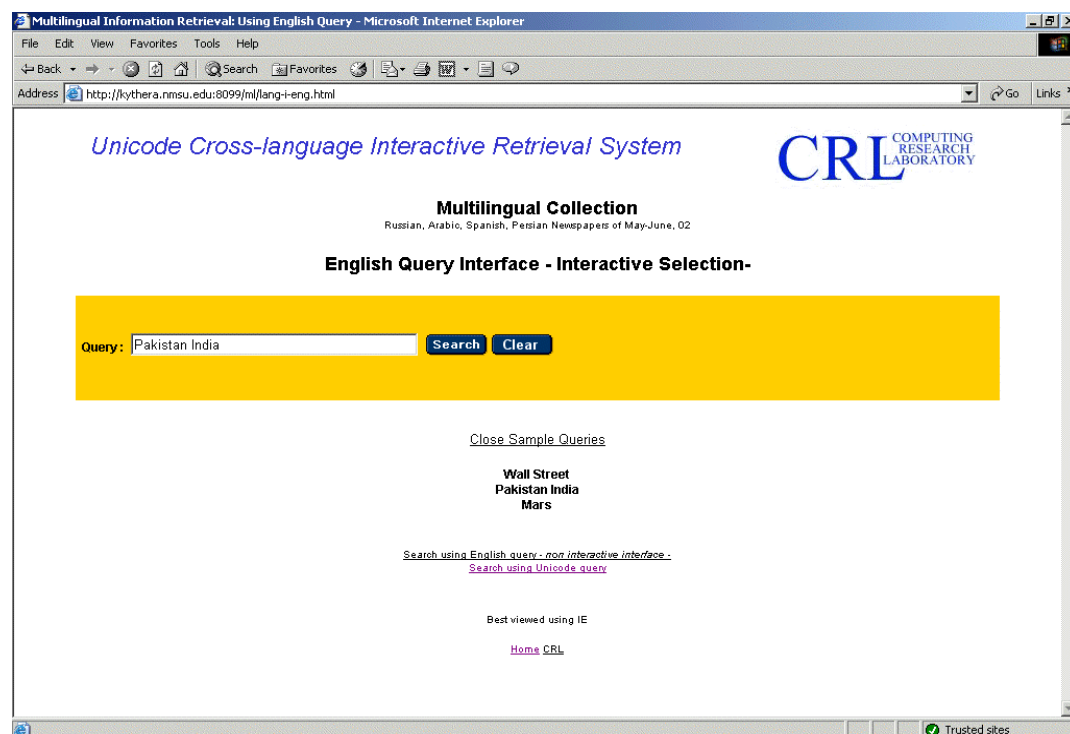 Multilingual Information Retrieval: Using English Query - Microsoft Internet Explorer
File Edit View Favorites Tools Help
Back Search Favorites
Address http://kythera.nmsu.edu:8099/ml/lang-i-eng.html Go Links
Unicode Cross-language Interactive Retrieval System
CRL COMPUTING RESEARCH LABORATORY
Multilingual Collection
Russian, Arabic, Spanish, Persian Newspapers of May-June, 02
English Query Interface - Interactive Selection-
Query: Pakistan India Search Clear
Close Sample Queries
Wall Street
Pakistan India
Mars
Search using English query - non interactive interface -
Search using Unicode query
Best viewed using IE
Home CRL
Trusted sites